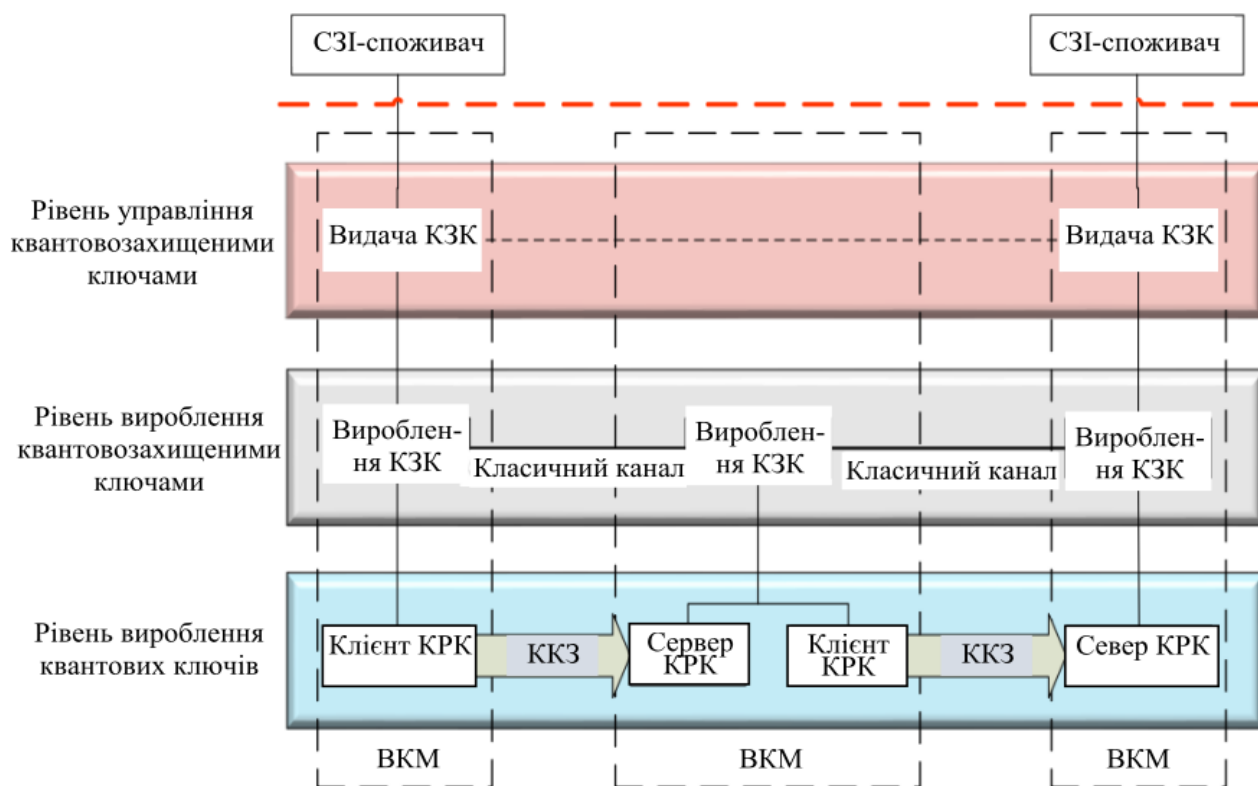 СЗІ-споживач
СЗІ-споживач
Рівень управління
квантовозахищеними
ключами
Видача КЗК
Видача КЗК
Рівень вироблення
квантовозахищеними
ключами
Вироблен-
ня КЗК
Класичний канал
Вироблен-
ня КЗК
Класичний канал
Вироблен-
ня КЗК
Рівень вироблення
квантових ключів
Клієнт КРК
ККЗ
Сервер
КРК
Клієнт
КРК
ККЗ
Север КРК
ВКМ
ВКМ
ВКМ